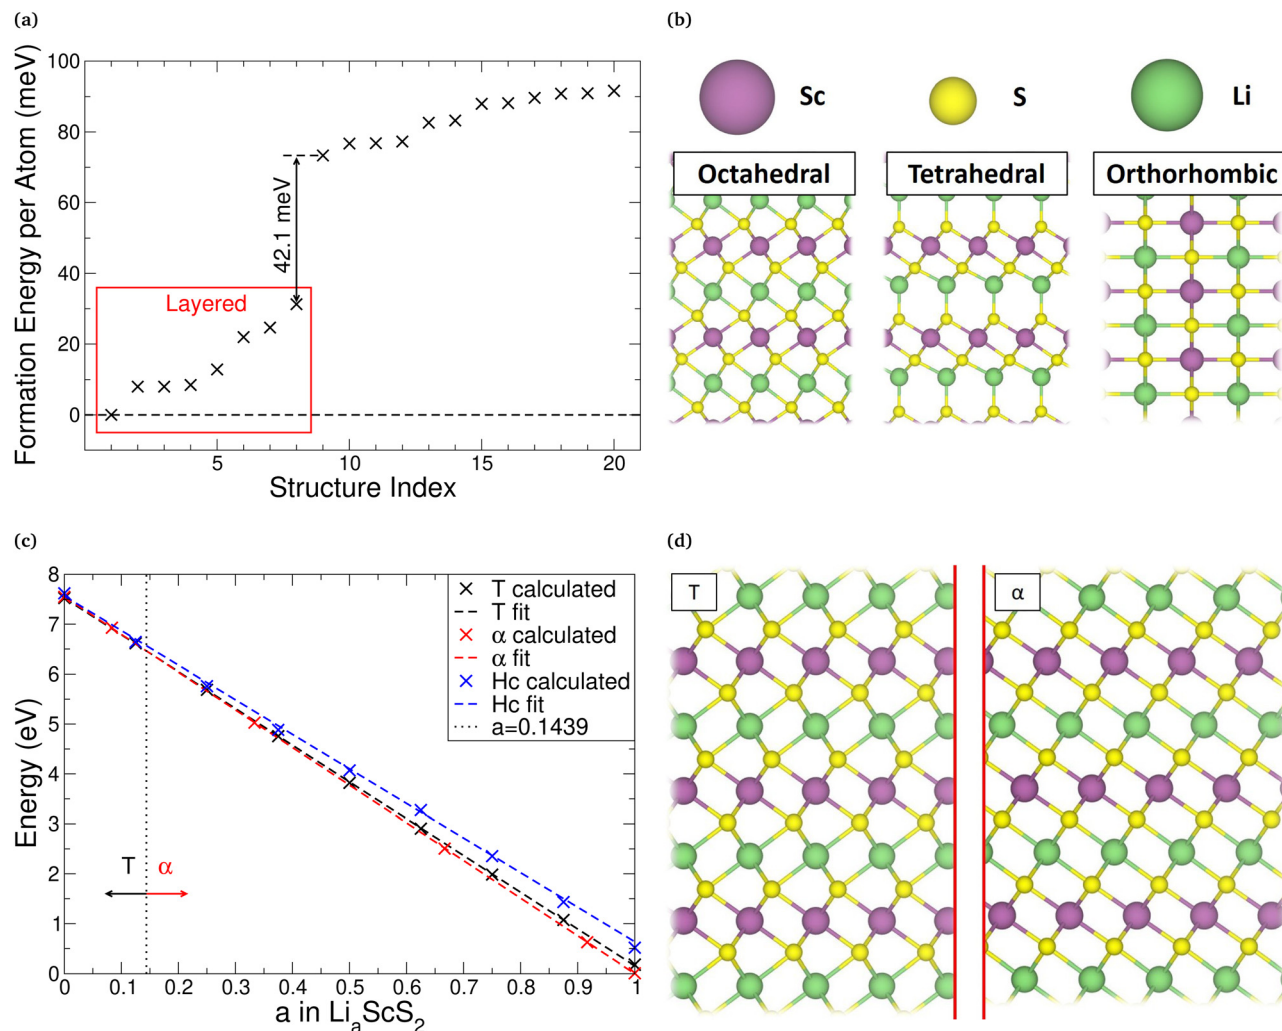 (a)
Formation Energy per Atom (meV)
100
80
60
40
20
0
42.1 meV
Layered
5
10
15
20
Structure Index
(b)
Sc
S
Li
Octahedral
Tetrahedral
Orthorhombic
(c)
Energy (eV)
8
7
6
5
4
3
2
1
0
T calculated
T fit
α calculated
α fit
Hc calculated
Hc fit
a=0.1439
T
α
0
0.1
0.2
0.3
0.4
0.5
0.6
0.7
0.8
0.9
1
a in LiₐScS₂
(d)
T
α